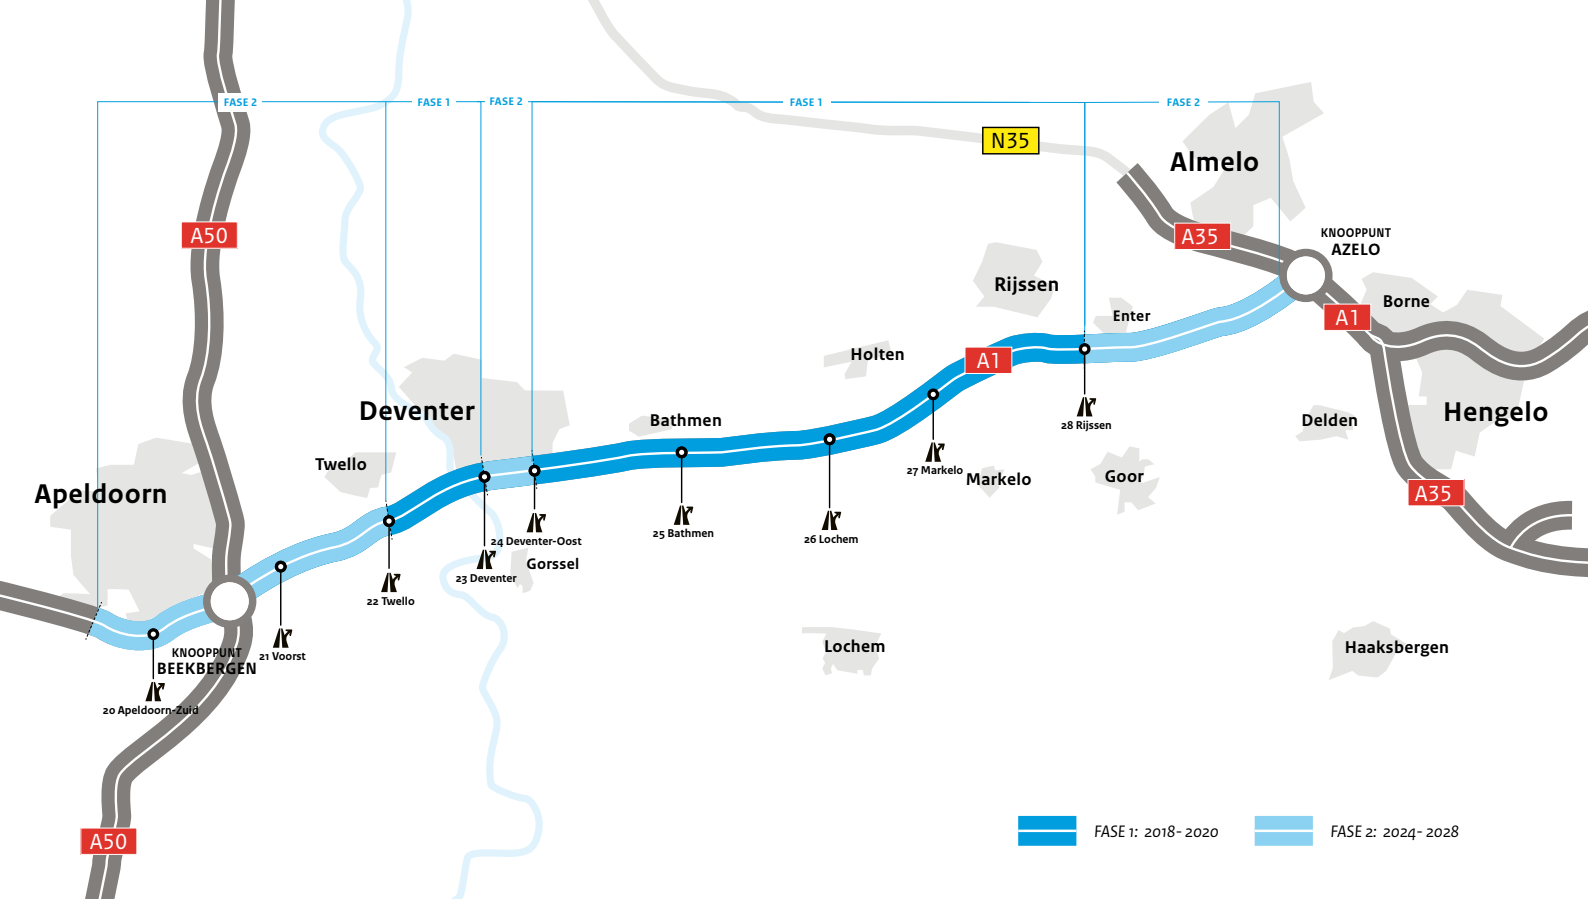 FASE 2
FASE 1
FASE 2
FASE 1
FASE 2
N35
Almelo
A50
A35
KNOOPPUNT
AZELO
Rijssen
Borne
Enter
A1
Holten
A1
Deventer
Bathmen
28 Rijssen
Delden
Hengelo
Twello
27 Markelo
Markelo
Goor
Apeldoorn
A35
25 Bathmen
26 Lochem
24 Deventer-Oost
Gorssel
23 Deventer
22 Twello
KNOOPPUNT
BEEKBERGEN
21 Voorst
Lochem
Haaksbergen
20 Apeldoorn-Zuid
A50
FASE 1: 2018- 2020
FASE 2: 2024- 2028